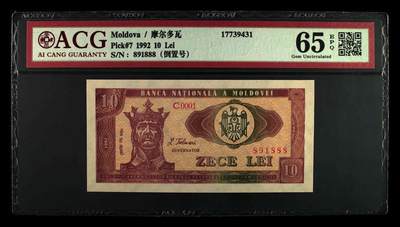 ACG
AI CANG GUARANTY
Moldova / 摩尔多瓦
17739431
Pick#7 1992 10 Lei
S/N: 891888 (倒置号)
65 EPQ
Gem Uncirculated
BANCA NAȚIONALĂ A MOLDOVEI
10
C.0001
GUVERNATOR
891888
ZECE LEI
10